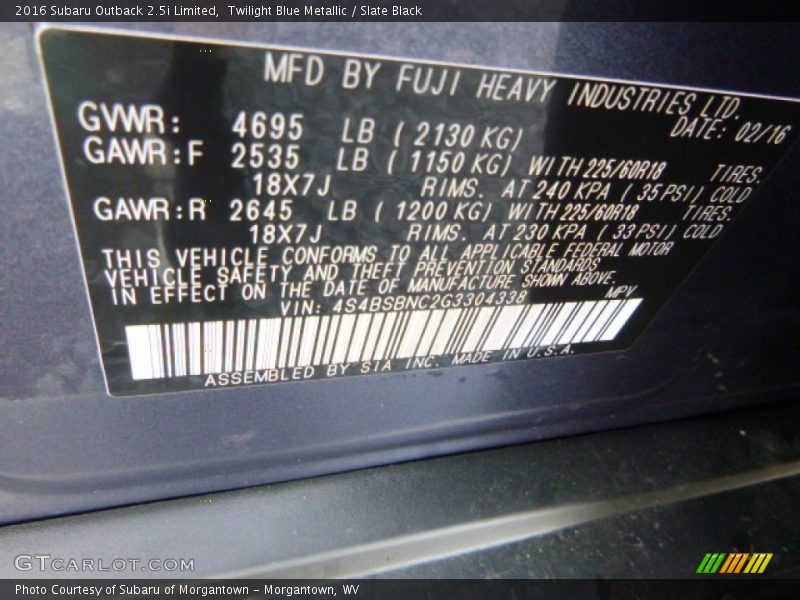 2016 Subaru Outback 2.5i Limited,  Twilight Blue Metallic / Slate Black
MFD BY FUJI HEAVY INDUSTRIES LTD.
DATE: 02/16
GVWR: 4695 LB (2130 KG)
GAWR:F 2535 LB (1150 KG) WITH 225/60R18 TIRES.
18X7J RIMS. AT 240 KPA (35 PSI) COLD
GAWR:R 2645 LB (1200 KG) WITH 225/60R18 TIRES.
18X7J RIMS. AT 230 KPA (33 PSI) COLD
THIS VEHICLE CONFORMS TO ALL APPLICABLE FEDERAL MOTOR
VEHICLE SAFETY AND THEFT PREVENTION STANDARDS
IN EFFECT ON THE DATE OF MANUFACTURE SHOWN ABOVE.
VIN: 4S4BSBNC2G3304338 MPV
ASSEMBLED BY SIA INC. MADE IN U.S.A.
GTCARLOT.COM
Photo Courtesy of Subaru of Morgantown - Morgantown, WV